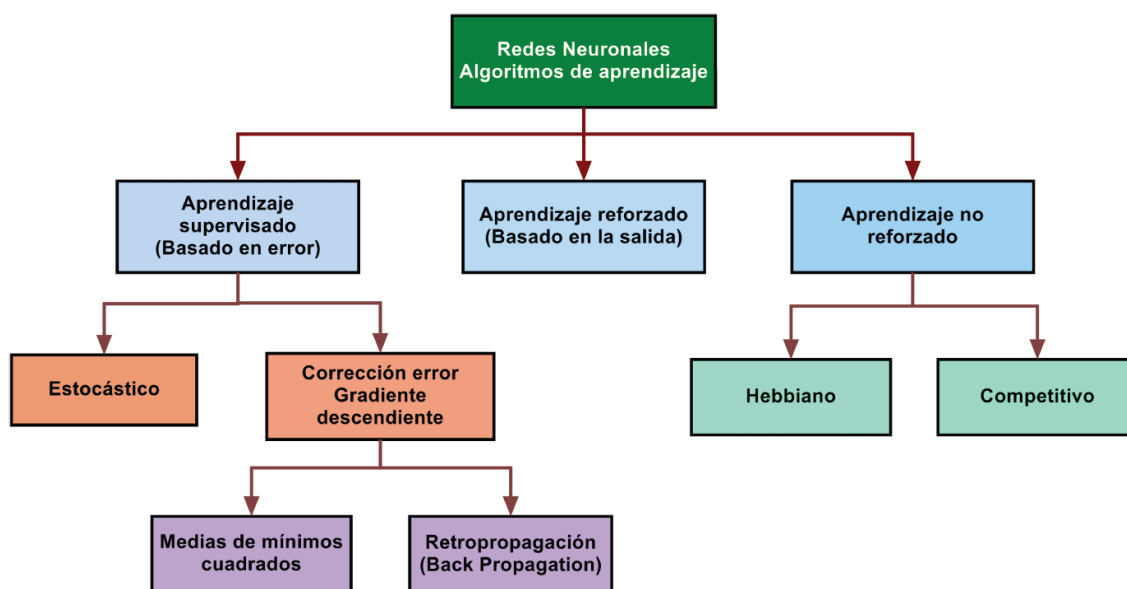 Redes Neuronales
Algoritmos de aprendizaje
Aprendizaje
supervisado
(Basado en error)
Aprendizaje reforzado
(Basado en la salida)
Aprendizaje no
reforzado
Estocástico
Corrección error
Gradiente
descendiente
Hebbiano
Competitivo
Medias de mínimos
cuadrados
Retropropagación
(Back Propagation)